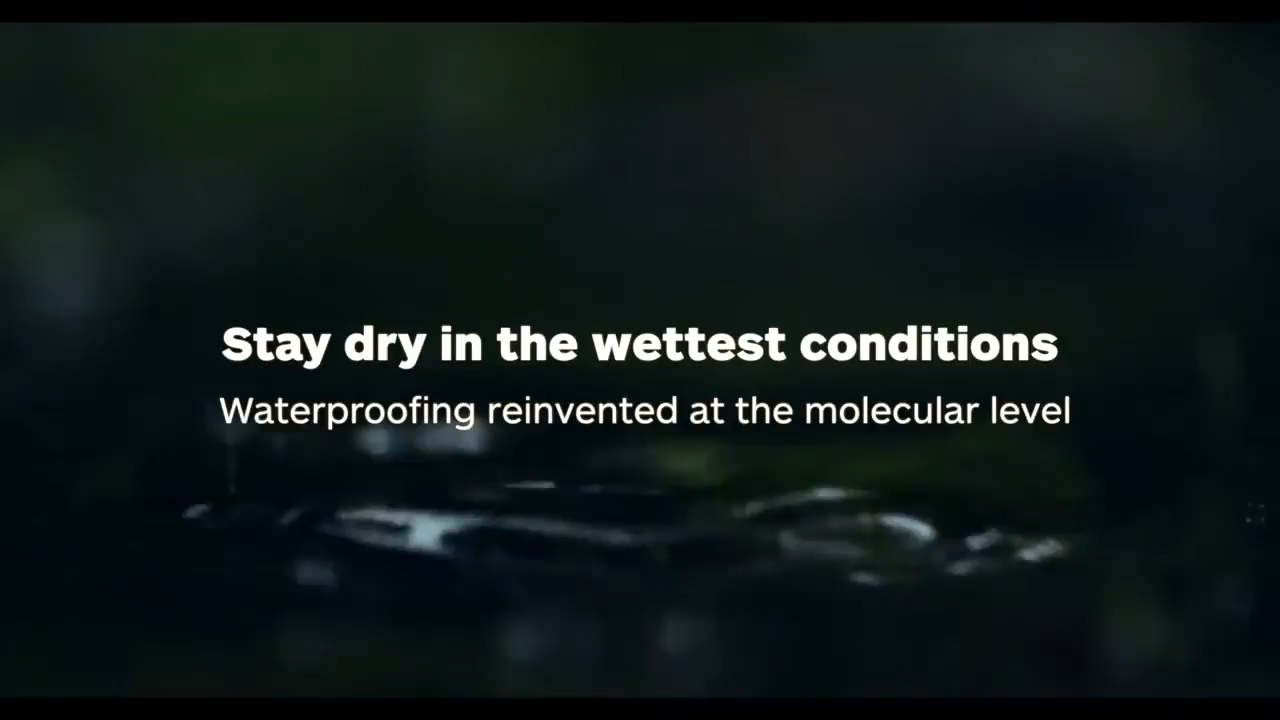 Stay dry in the wettest conditions
Waterproofing reinvented at the molecular level